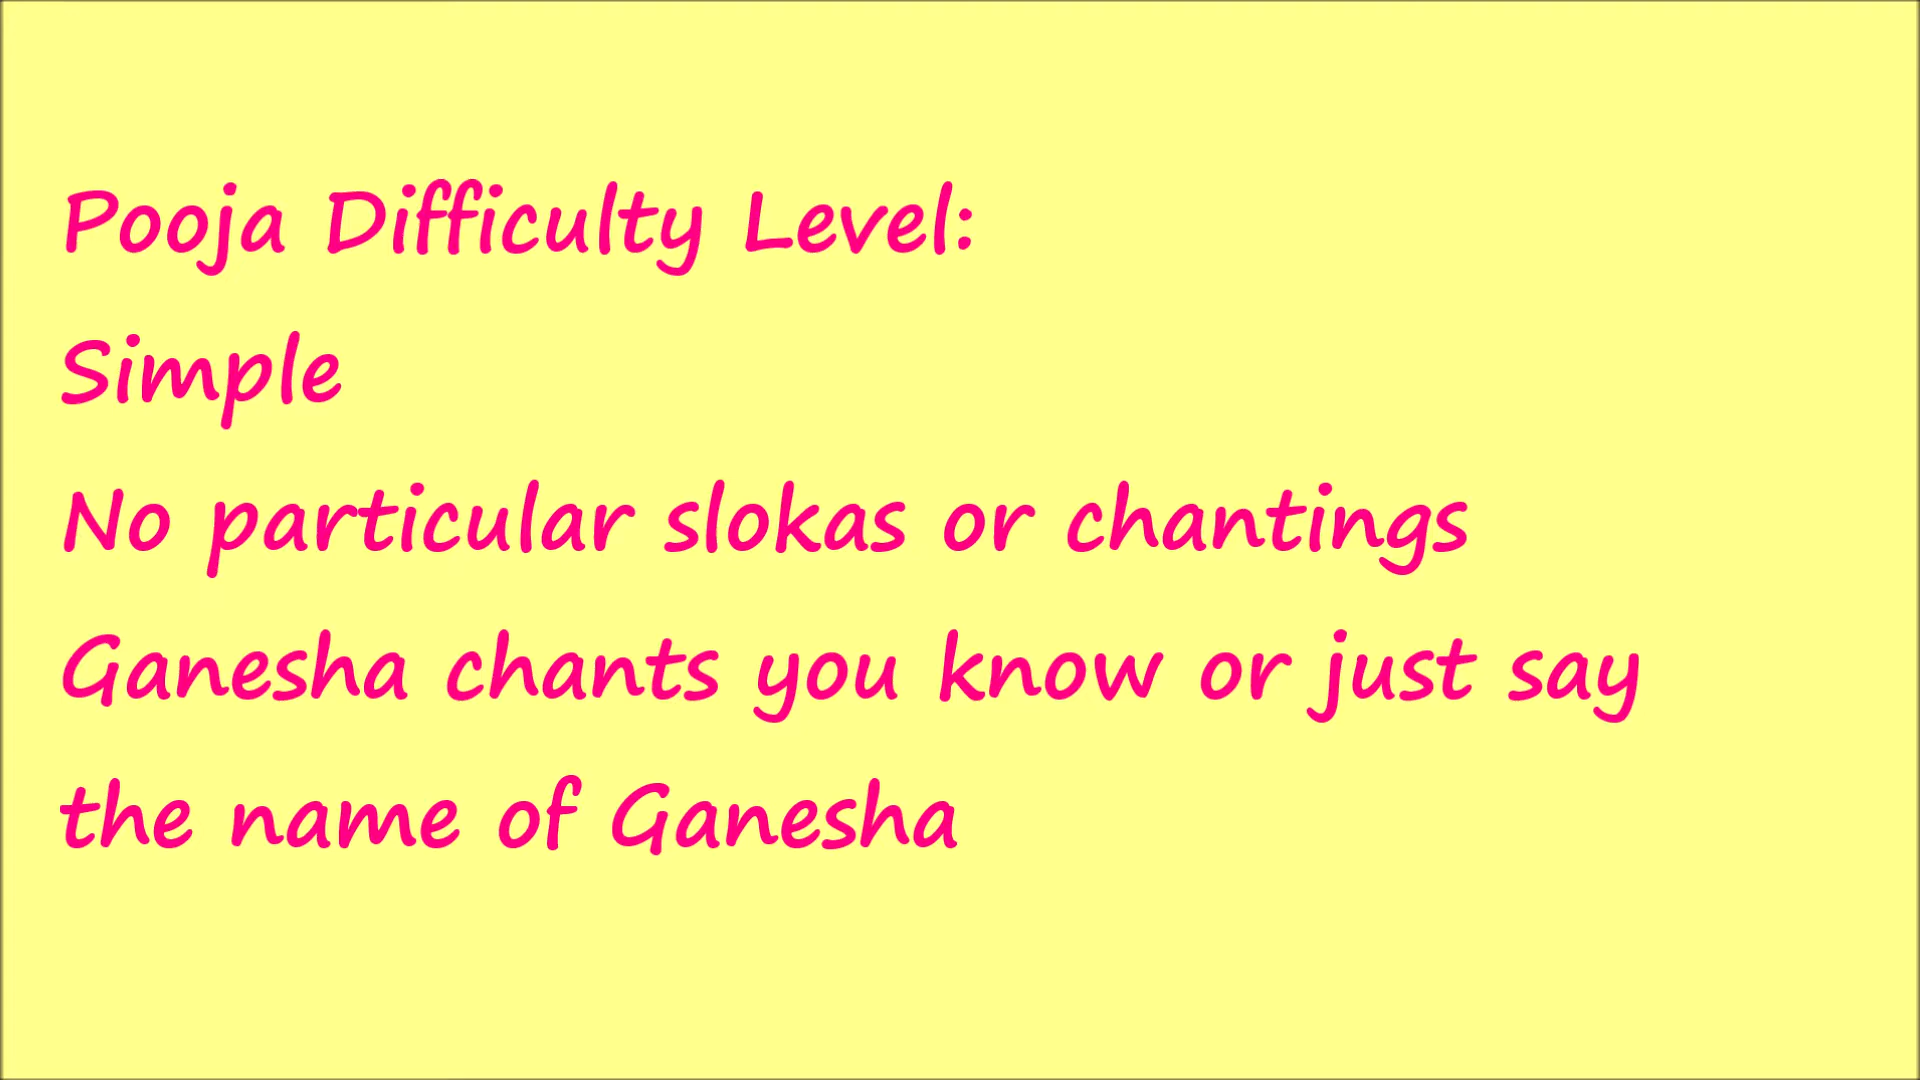 Pooja Difficulty Level:
Simple
No particular slokas or chantings
Ganesha chants you know or just say
the name of Ganesha